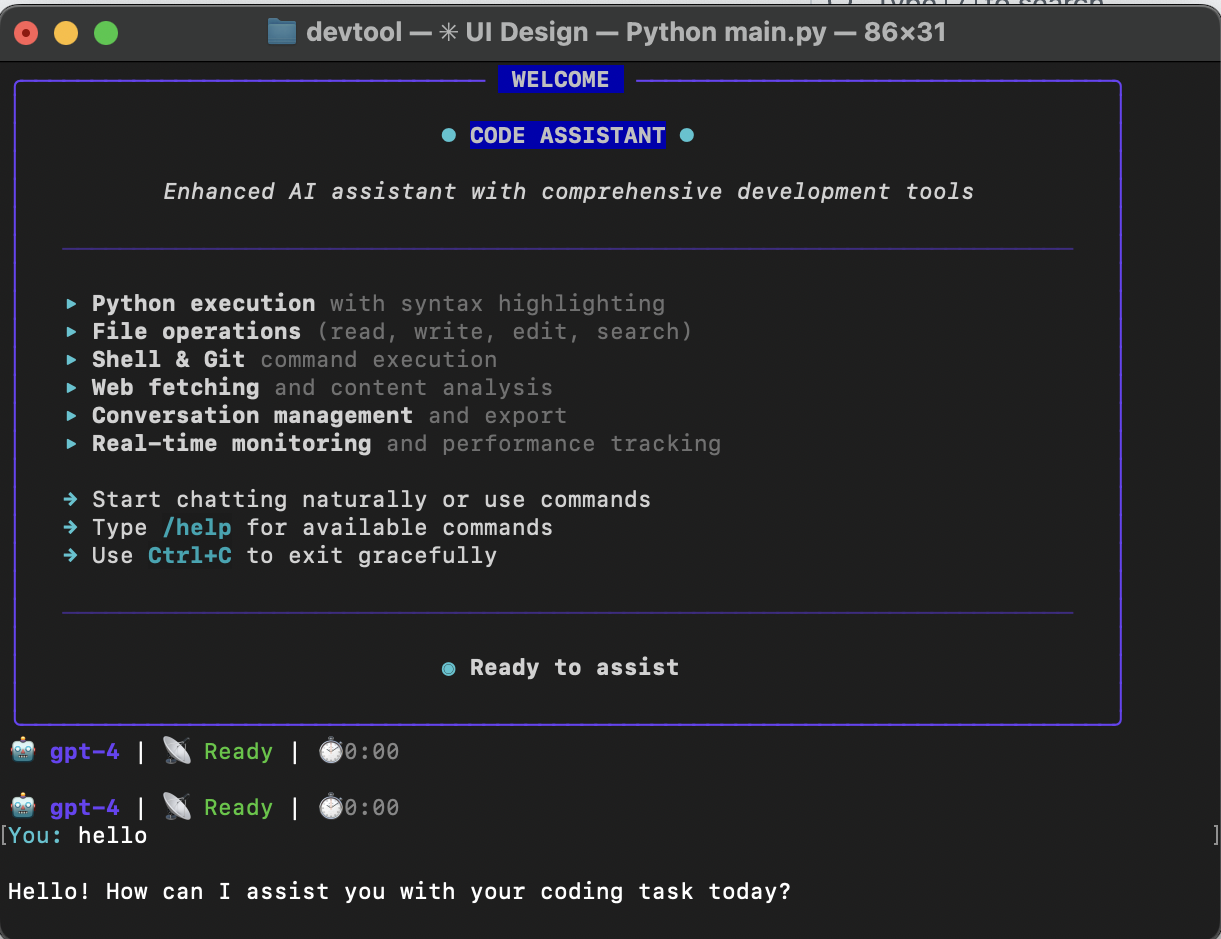 Type / to search
devtool — ✳ UI Design — Python main.py — 86×31
WELCOME
● CODE ASSISTANT ●
Enhanced AI assistant with comprehensive development tools
▸ Python execution with syntax highlighting
▸ File operations (read, write, edit, search)
▸ Shell & Git command execution
▸ Web fetching and content analysis
▸ Conversation management and export
▸ Real-time monitoring and performance tracking
→ Start chatting naturally or use commands
→ Type /help for available commands
→ Use Ctrl+C to exit gracefully
◉ Ready to assist
🤖 gpt-4 | 📡 Ready | ⏱0:00
🤖 gpt-4 | 📡 Ready | ⏱0:00
[You: hello ]
Hello! How can I assist you with your coding task today?